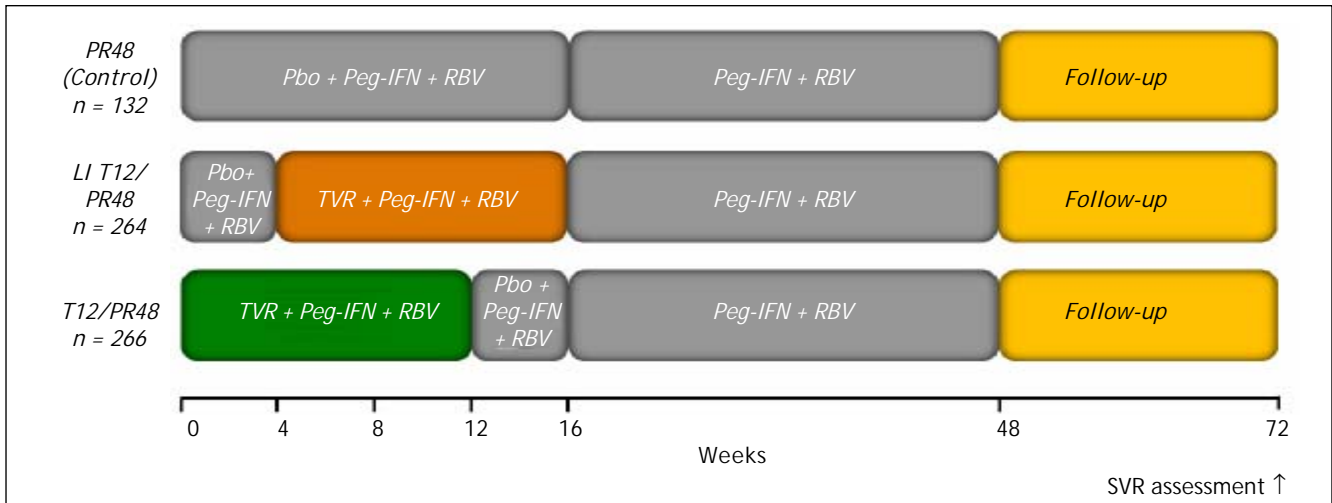 PR48
(Control)
n = 132
Pbo + Peg-IFN + RBV
Peg-IFN + RBV
Follow-up
LI T12/
PR48
n = 264
Pbo+
Peg-IFN
+ RBV
TVR + Peg-IFN + RBV
Peg-IFN + RBV
Follow-up
T12/PR48
n = 266
TVR + Peg-IFN + RBV
Pbo +
Peg-IFN
+ RBV
Peg-IFN + RBV
Follow-up
0 4 8 12 16 48 72
Weeks
SVR assessment ↑